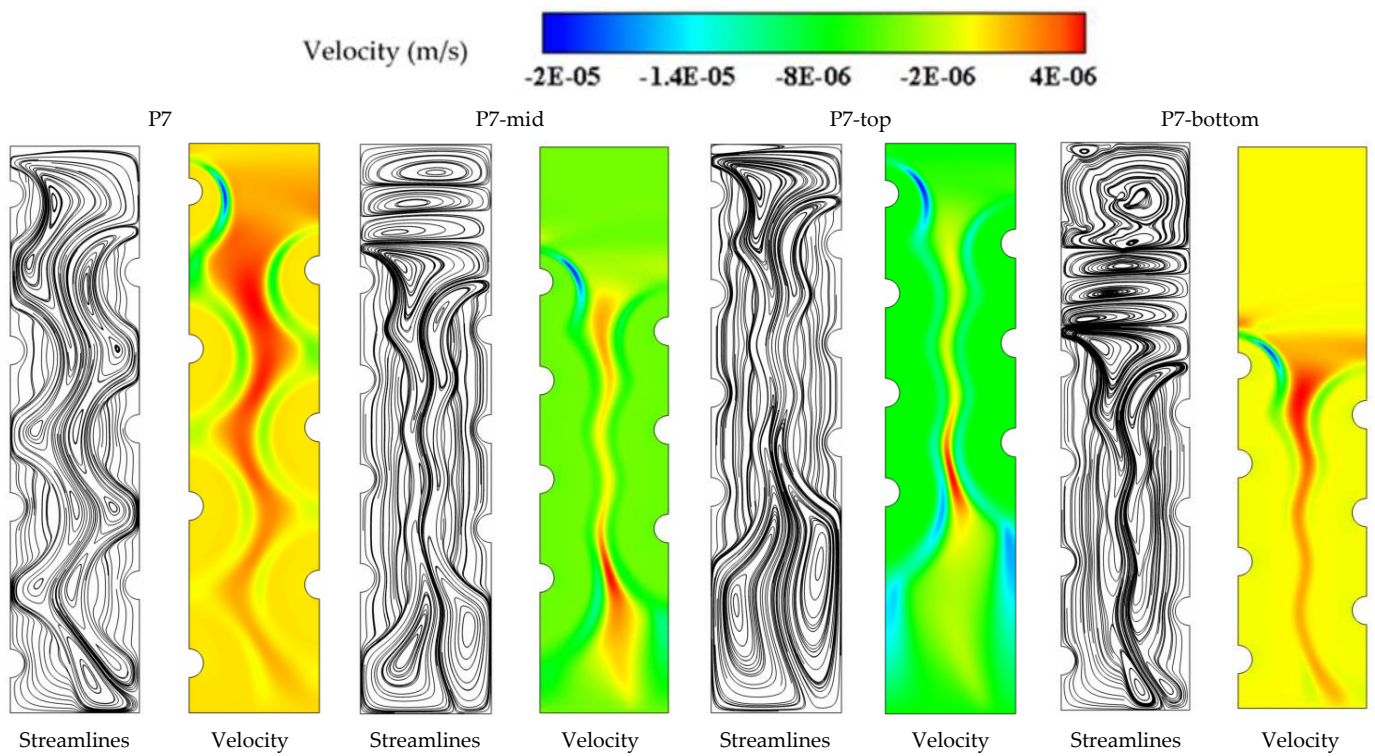 Velocity (m/s)
-2E-05 -1.4E-05 -8E-06 -2E-06 4E-06
P7 P7-mid P7-top P7-bottom
Streamlines Velocity Streamlines Velocity Streamlines Velocity Streamlines Velocity